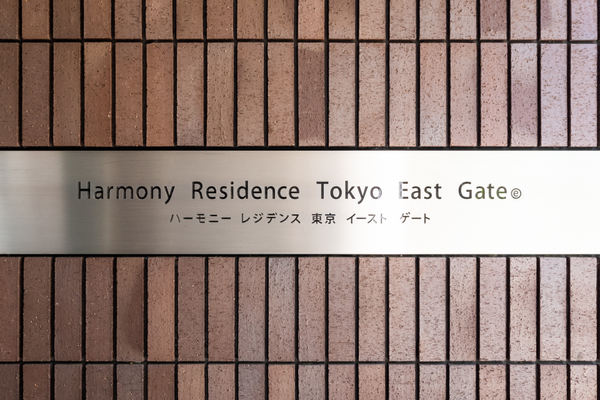 Harmony Residence Tokyo East Gate©
ハーモニー レジデンス 東京 イースト ゲート